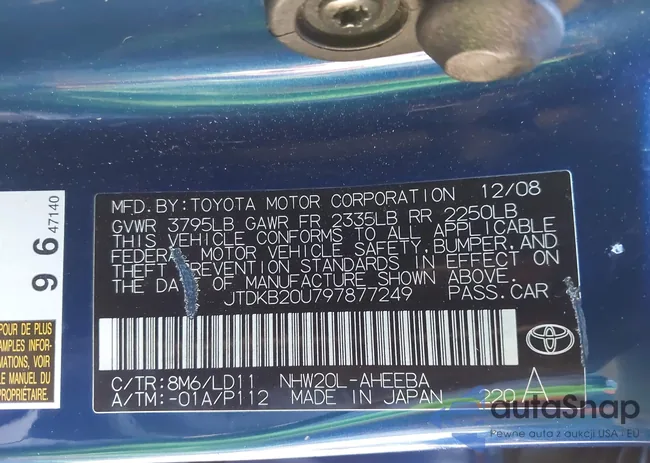 MFD.BY:TOYOTA MOTOR CORPORATION 12/08
GVWR 3795LB GAWR FR 2335LB RR 2250LB
THIS VEHICLE CONFORMS TO ALL APPLICABLE
FEDERAL MOTOR VEHICLE SAFETY,BUMPER,AND
THEFT PREVENTION STANDARDS IN EFFECT ON
THE DATE OF MANUFACTURE SHOWN ABOVE.
JTDKB20U797877249 PASS.CAR
C/TR:8M6/LD11 NHW20L-AHEEBA
A/TM:-01A/P112 MADE IN JAPAN 220
A
96 47140
POUR DE PLUS
AMPLES INFOR-
MATIONS, VOIR
LE MANUEL DU
PROPRIETAIRE
autaSnap
Pewne auta z aukcji USA i EU